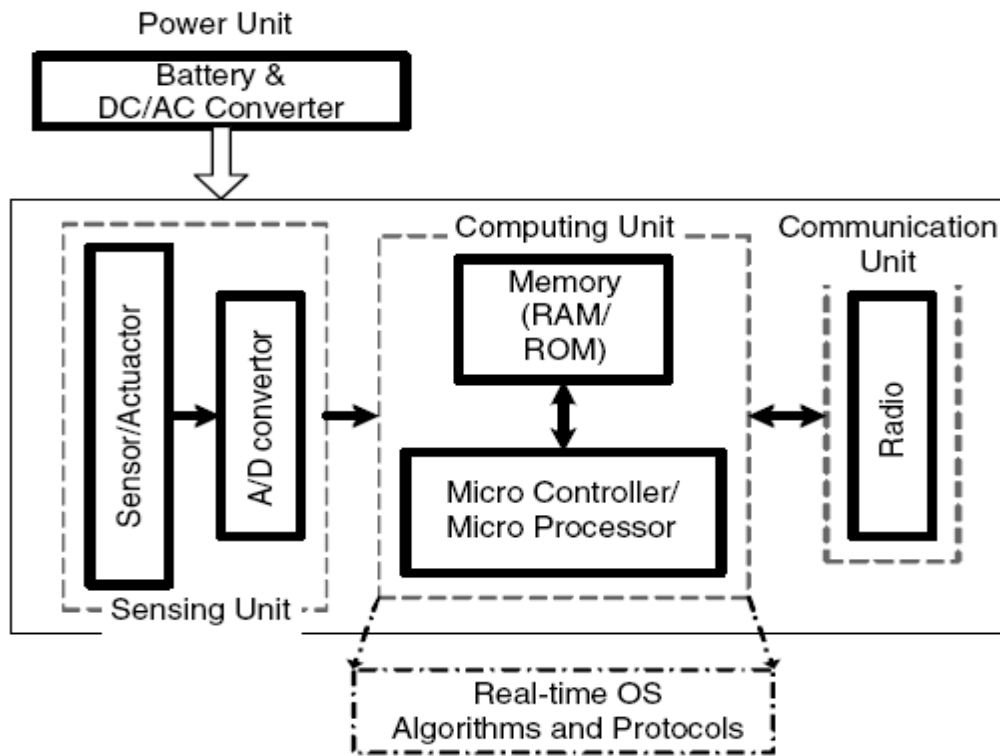 Power Unit
Battery &
DC/AC Converter
Sensor/Actuactor
A/D convertor
Sensing Unit
Computing Unit
Memory
(RAM/
ROM)
Micro Controller/
Micro Processor
Communication
Unit
Radio
Real-time OS
Algorithms and Protocols